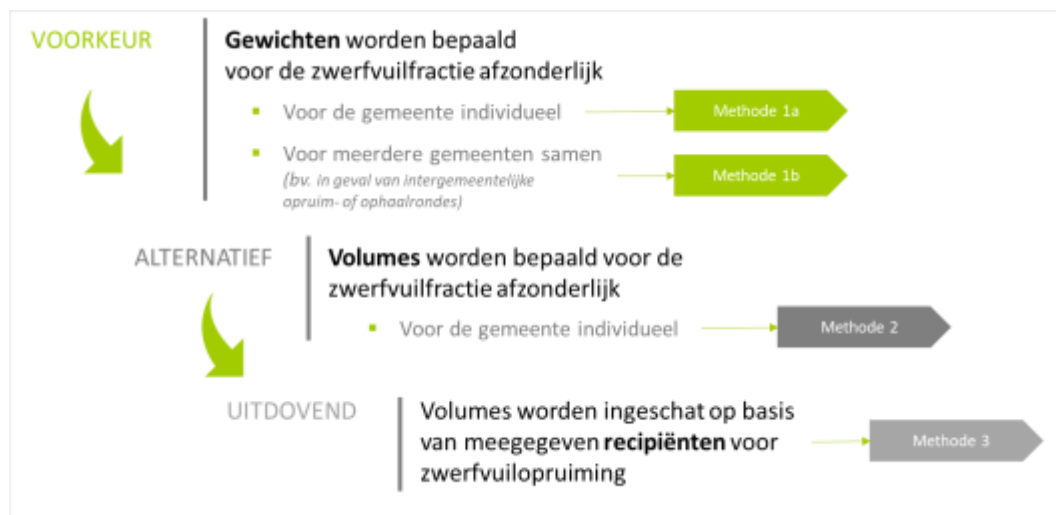 VOORKEUR
Gewichten worden bepaald
voor de zwerfvuilfractie afzonderlijk
▪ Voor de gemeente individueel
Methode 1a
▪ Voor meerdere gemeenten samen
(bv. in geval van intergemeentelijke
opruim- of ophaalrondes)
Methode 1b
ALTERNATIEF
Volumes worden bepaald voor de
zwerfvuilfractie afzonderlijk
▪ Voor de gemeente individueel
Methode 2
UITDOVEND
Volumes worden ingeschat op basis
van meegegeven recipiënten voor
zwerfvuilopruiming
Methode 3